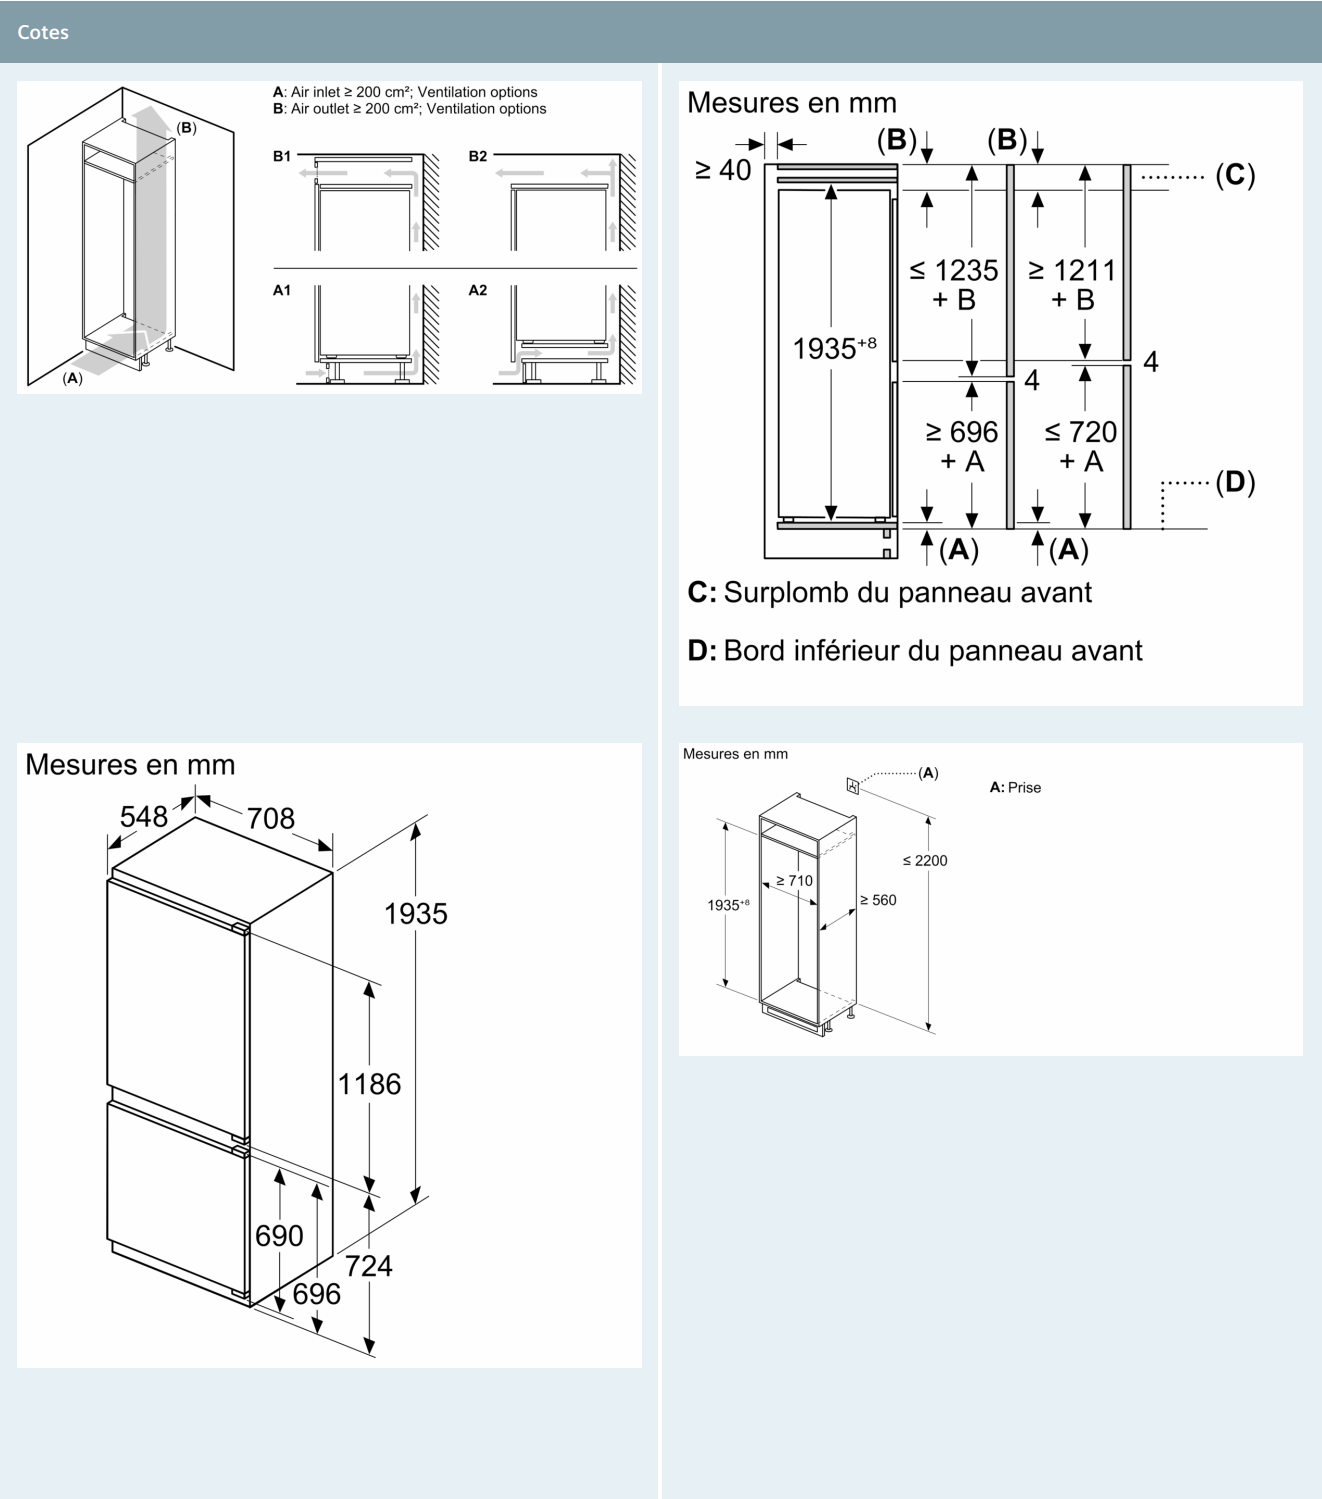 Cotes
A: Air inlet ≥ 200 cm²; Ventilation options
B: Air outlet ≥ 200 cm²; Ventilation options
(B)
(A)
B1
B2
A1
A2
Mesures en mm
(B)
(B)
≥ 40
(C)
≤ 1235
+ B
≥ 1211
+ B
1935+8
4
4
≥ 696
+ A
≤ 720
+ A
(D)
(A)
(A)
C: Surplomb du panneau avant
D: Bord inférieur du panneau avant
Mesures en mm
548
708
1935
1186
690
724
696
Mesures en mm
(A)
A: Prise
≤ 2200
≥ 710
≥ 560
1935+8